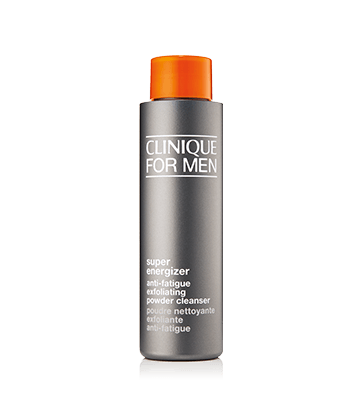 CLINIQUE
FOR MEN
super
energizer
anti-fatigue
exfoliating
powder cleanser
poudre nettoyante
exfoliante
anti-fatigue